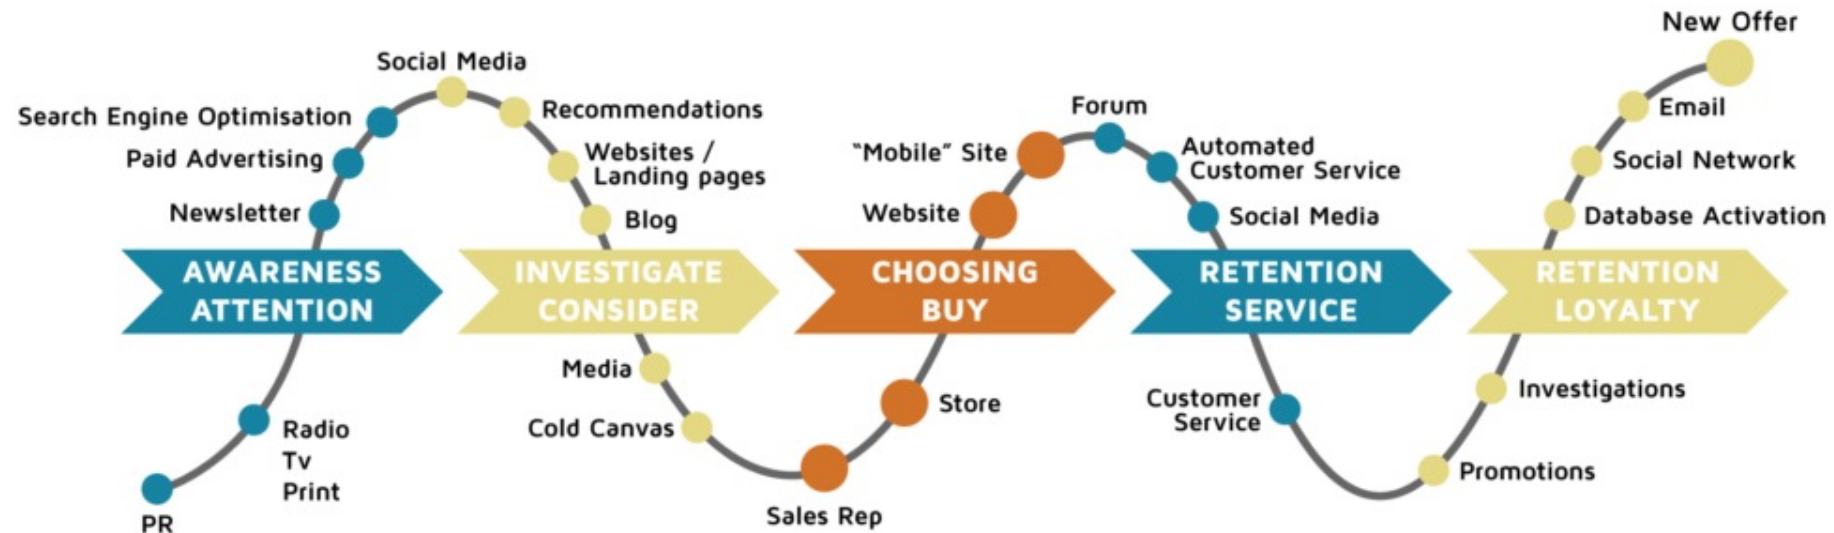 New Offer
Social Media
Search Engine Optimisation
Recommendations
Forum
Email
Paid Advertising
Websites /
Landing pages
"Mobile" Site
Automated
Customer Service
Social Network
Newsletter
Blog
Website
Social Media
Database Activation
AWARENESS
ATTENTION
INVESTIGATE
CONSIDER
CHOOSING
BUY
RETENTION
SERVICE
RETENTION
LOYALTY
Media
Cold Canvas
Store
Customer
Service
Investigations
Radio
Tv
Print
Promotions
PR
Sales Rep